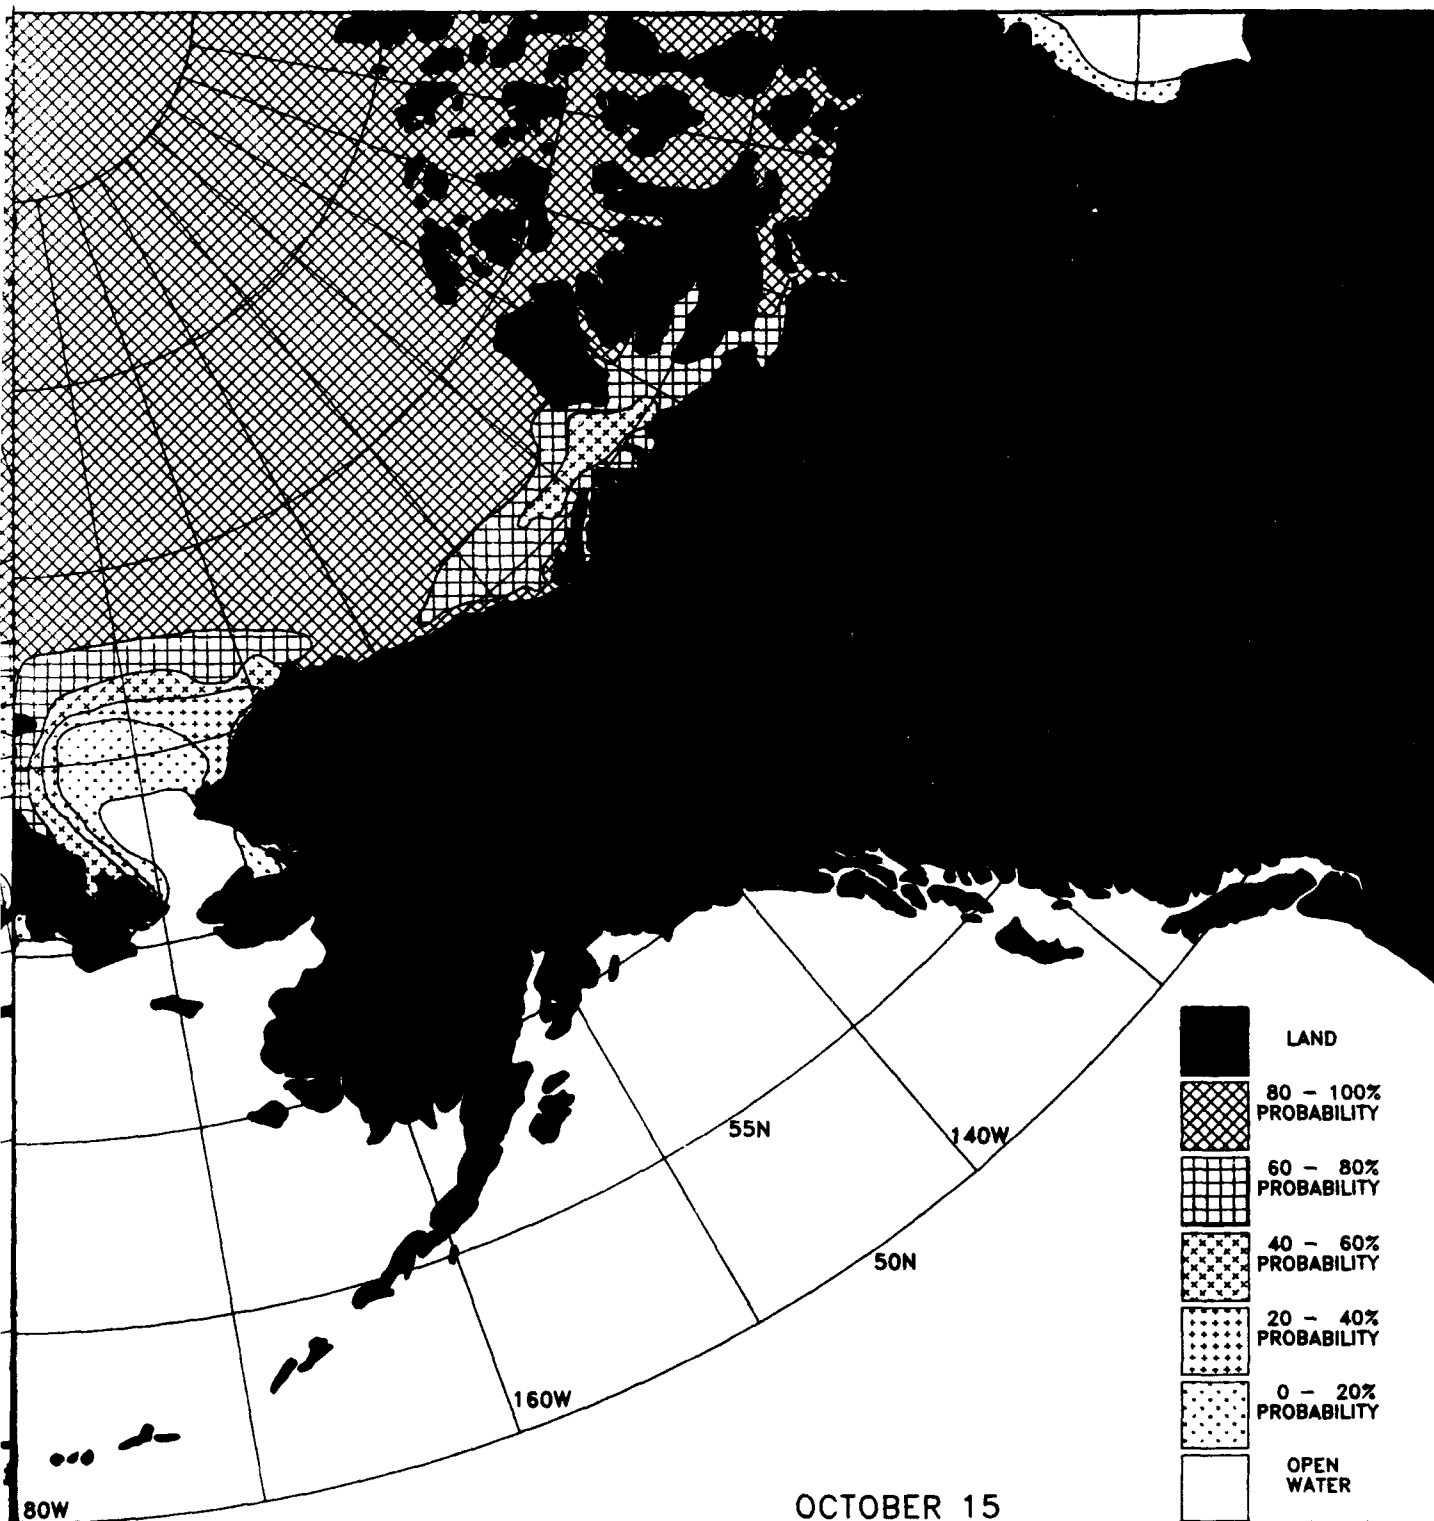 LAND
80 - 100%
PROBABILITY
60 - 80%
PROBABILITY
40 - 60%
PROBABILITY
20 - 40%
PROBABILITY
0 - 20%
PROBABILITY
OPEN
WATER
55N
140W
50N
160W
80W
OCTOBER 15